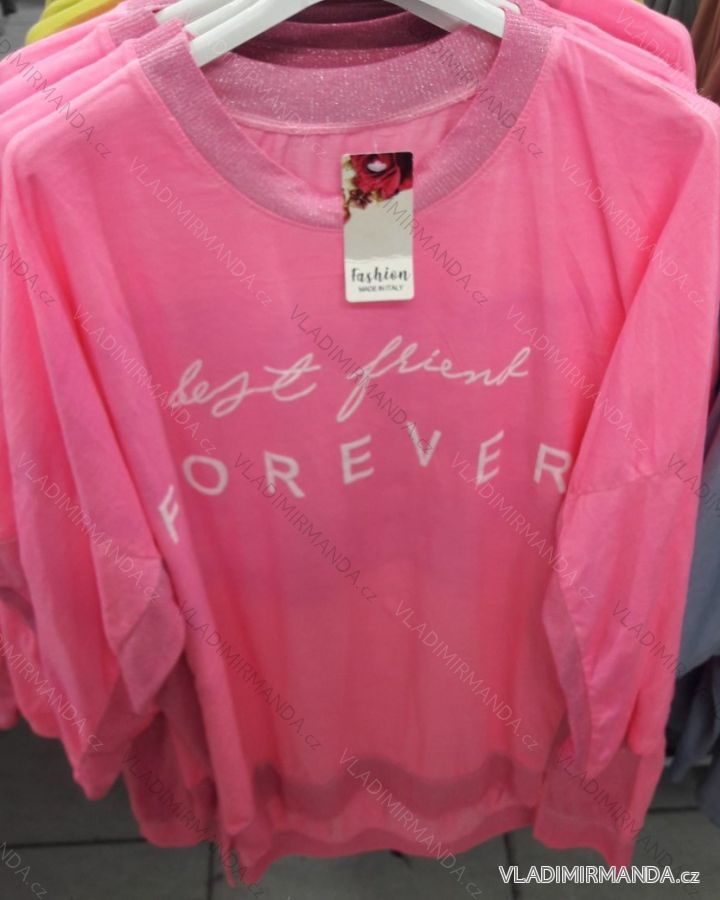 Fashion
MADE IN ITALY
best friend
FOREVER
VLADIMIRMANDA.cz